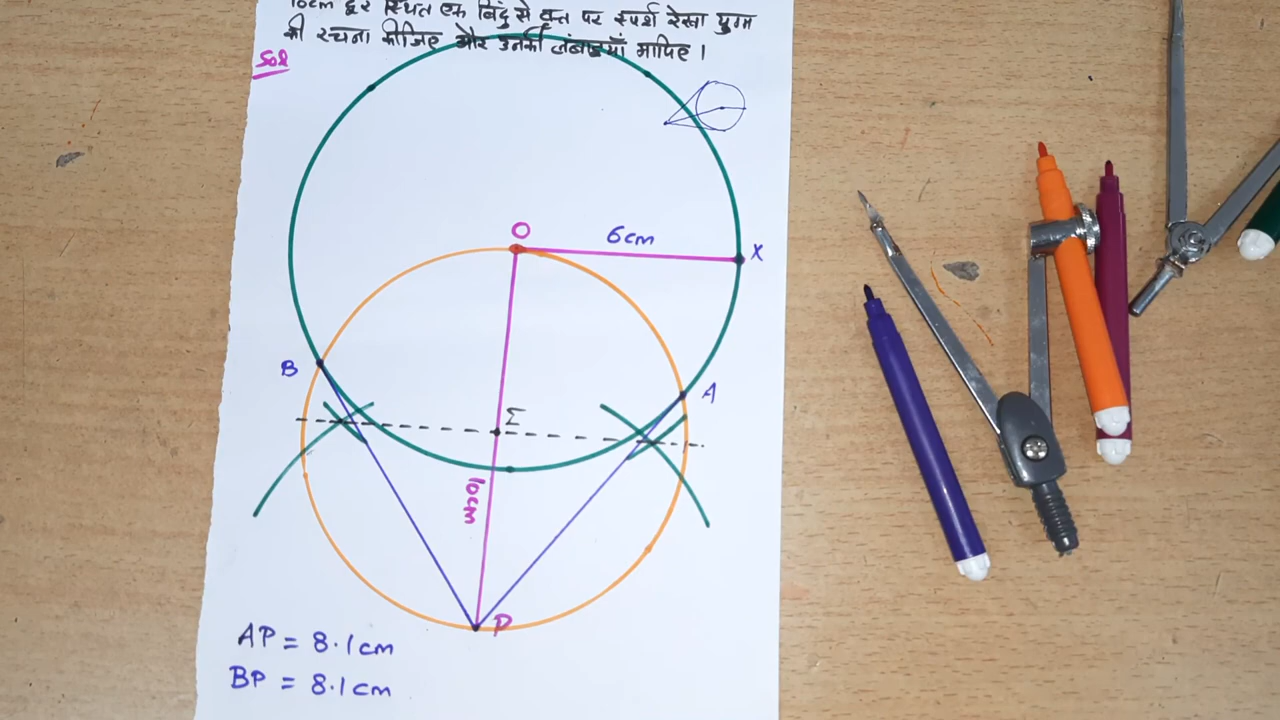 10cm दूर स्थित एक बिंदु से वृत्त पर स्पर्श रेखा युग्म
की रचना कीजिए और उनकी लंबाइयाँ मापिए।
Sol
O
6cm
X
B
A
Σ
10cm
P
AP = 8.1cm
BP = 8.1cm